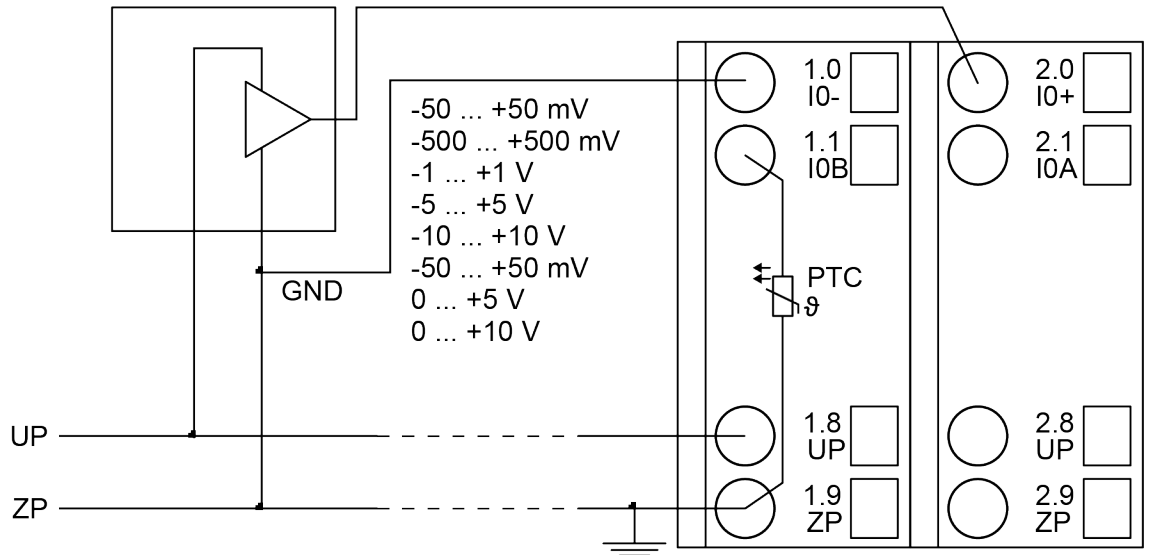 1.0
I0-
2.0
I0+
-50 ... +50 mV
-500 ... +500 mV
-1 ... +1 V
-5 ... +5 V
-10 ... +10 V
-50 ... +50 mV
0 ... +5 V
0 ... +10 V
1.1
I0B
2.1
I0A
GND
PTC
ϑ
UP
1.8
UP
2.8
UP
ZP
1.9
ZP
2.9
ZP